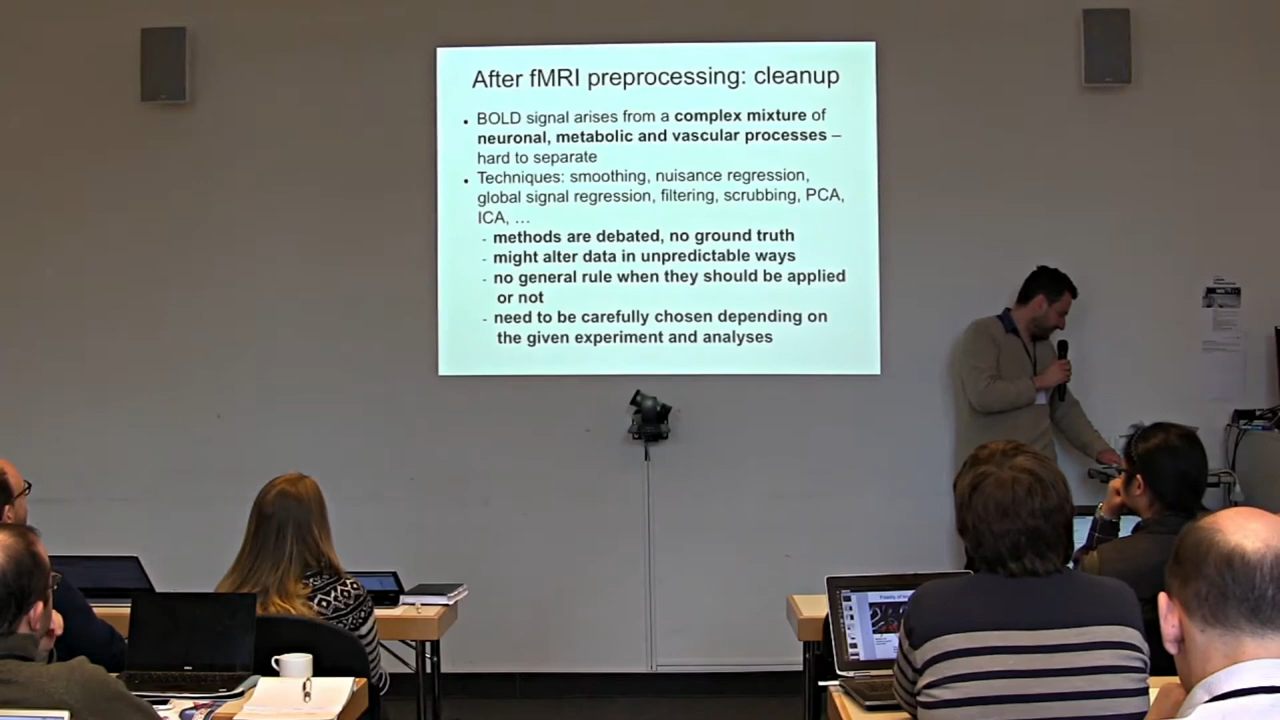 After fMRI preprocessing: cleanup
• BOLD signal arises from a complex mixture of
neuronal, metabolic and vascular processes –
hard to separate
• Techniques: smoothing, nuisance regression,
global signal regression, filtering, scrubbing, PCA,
ICA, …
- methods are debated, no ground truth
- might alter data in unpredictable ways
- no general rule when they should be applied
or not
- need to be carefully chosen depending on
the given experiment and analyses